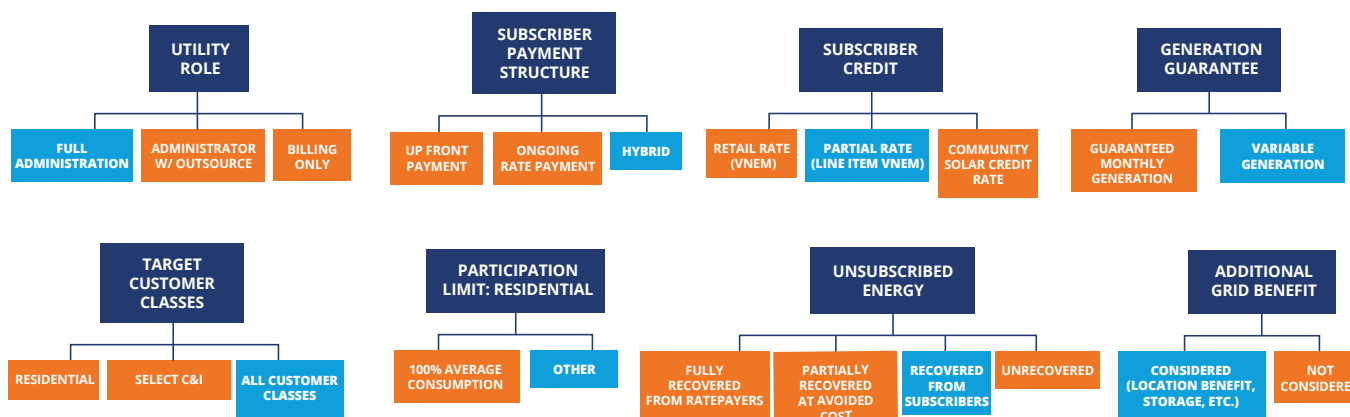 UTILITY
ROLE
FULL
ADMINISTRATION
ADMINISTRATOR
W/ OUTSOURCE
BILLING
ONLY
SUBSCRIBER
PAYMENT
STRUCTURE
UP FRONT
PAYMENT
ONGOING
RATE PAYMENT
HYBRID
SUBSCRIBER
CREDIT
RETAIL RATE
(VNEM)
PARTIAL RATE
(LINE ITEM VNEM)
COMMUNITY
SOLAR CREDIT
RATE
GENERATION
GUARANTEE
GUARANTEED
MONTHLY
GENERATION
VARIABLE
GENERATION
TARGET
CUSTOMER
CLASSES
RESIDENTIAL
SELECT C&I
ALL CUSTOMER
CLASSES
PARTICIPATION
LIMIT: RESIDENTIAL
100% AVERAGE
CONSUMPTION
OTHER
UNSUBSCRIBED
ENERGY
FULLY
RECOVERED
FROM RATEPAYERS
PARTIALLY
RECOVERED
AT AVOIDED
COST
RECOVERED
FROM
SUBSCRIBERS
UNRECOVERED
ADDITIONAL
GRID BENEFIT
CONSIDERED
(LOCATION BENEFIT,
STORAGE, ETC.)
NOT
CONSIDERE